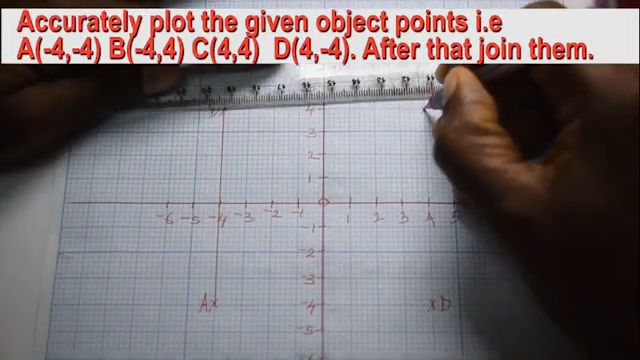 Accurately plot the given object points i.e
A(-4,-4) B(-4,4) C(4,4) D(4,-4). After that join them.
4
3
2
1
-6 -5 -4 -3 -2 -1 1 2 3 4 5
-1
-2
-3
Ax -4 xD
-5